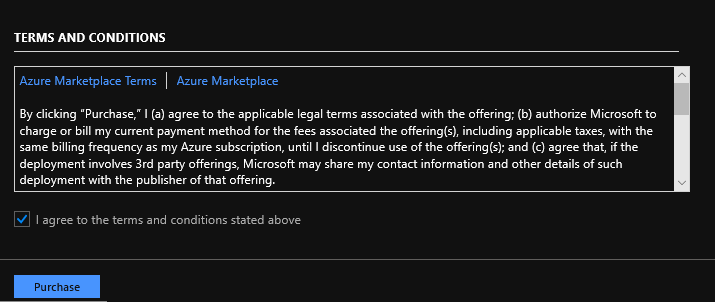 TERMS AND CONDITIONS
Azure Marketplace Terms | Azure Marketplace
By clicking “Purchase,” I (a) agree to the applicable legal terms associated with the offering; (b) authorize Microsoft to
charge or bill my current payment method for the fees associated the offering(s), including applicable taxes, with the
same billing frequency as my Azure subscription, until I discontinue use of the offering(s); and (c) agree that, if the
deployment involves 3rd party offerings, Microsoft may share my contact information and other details of such
deployment with the publisher of that offering.
I agree to the terms and conditions stated above
Purchase